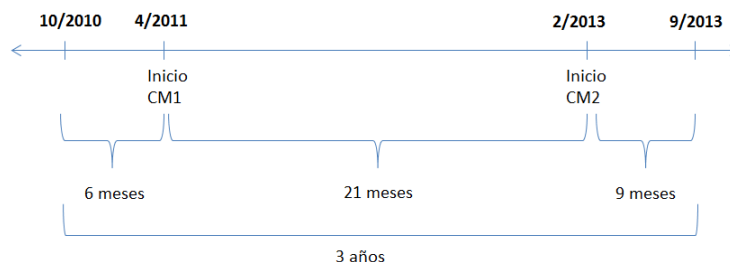 10/2010 4/2011 2/2013 9/2013
Inicio Inicio
CM1 CM2
6 meses 21 meses 9 meses
3 años